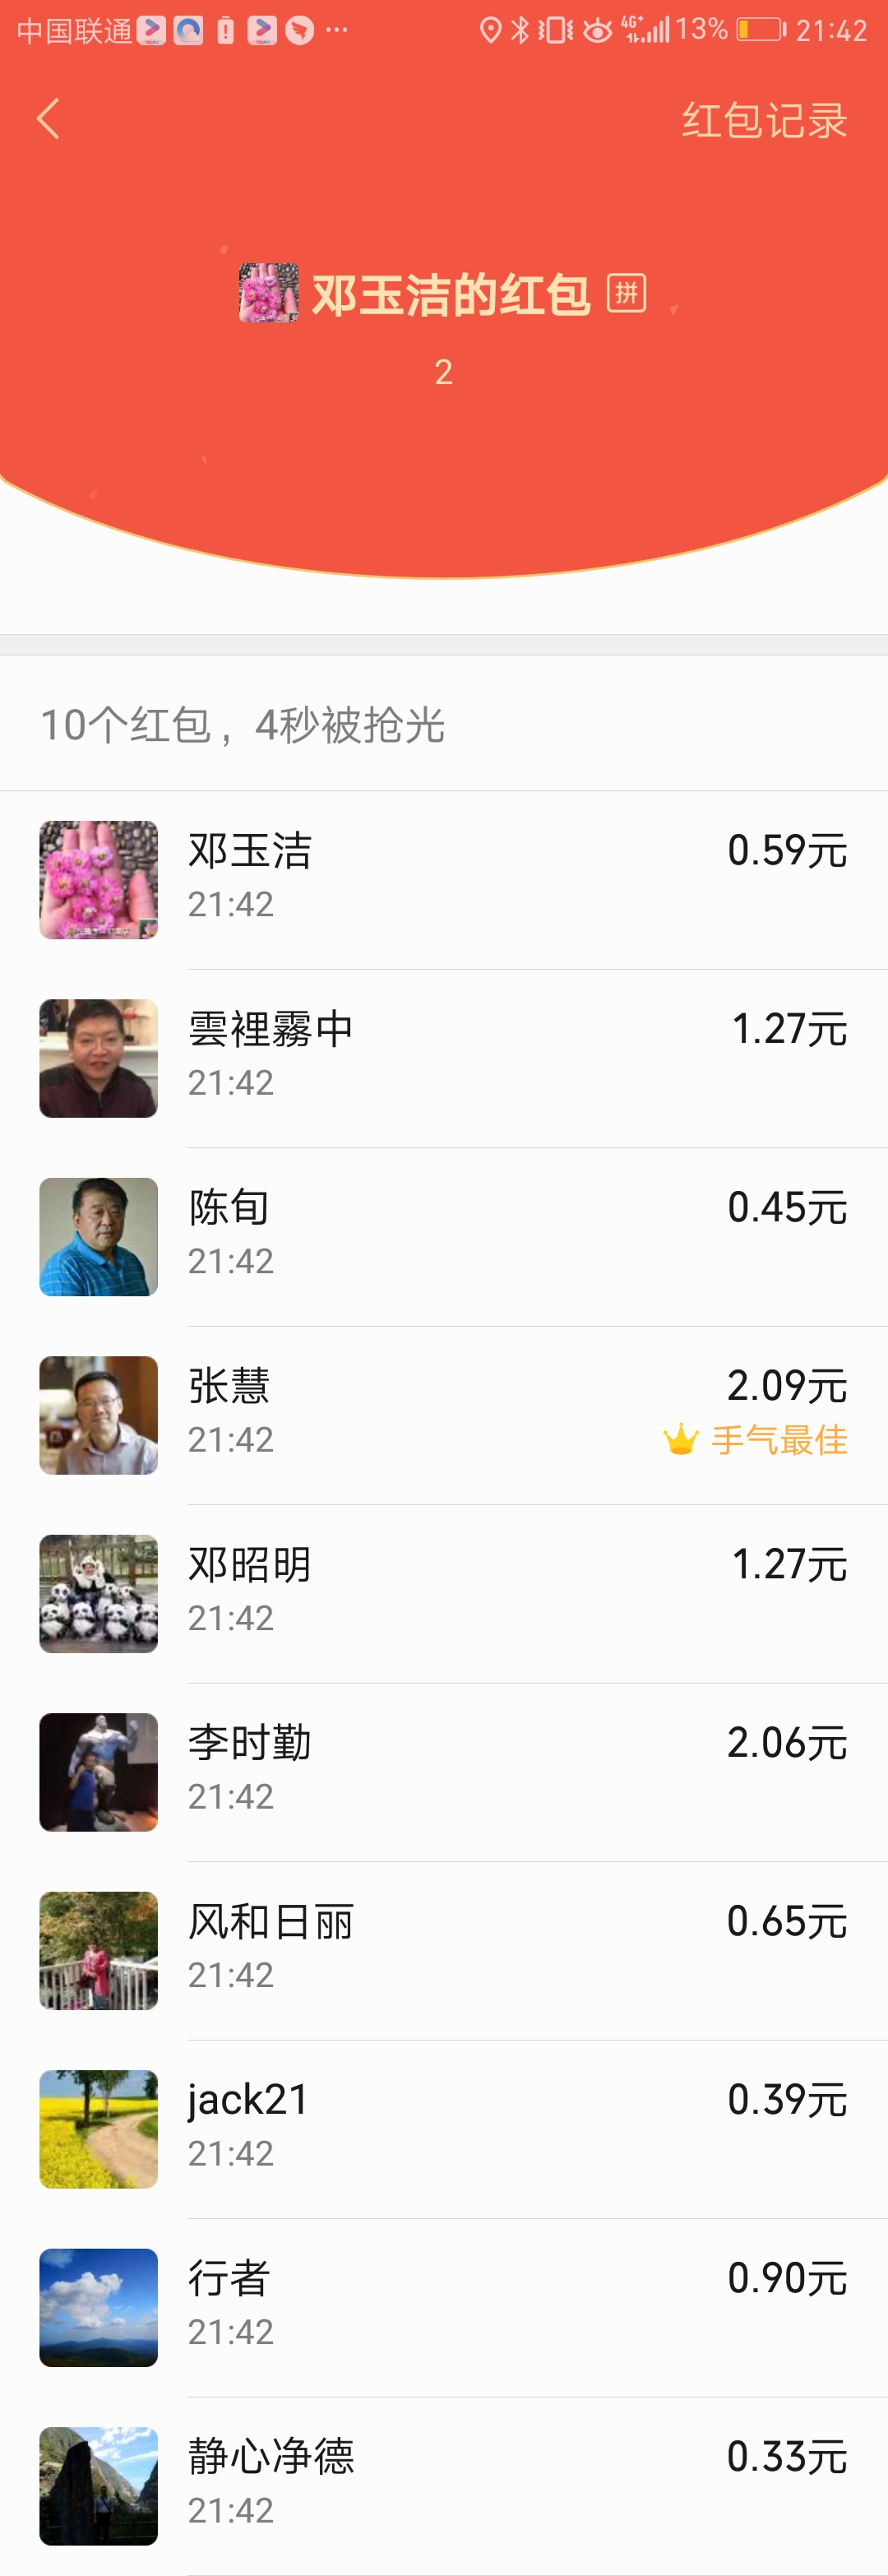 中国联通 4G+ 13% 21:42
红包记录
邓玉洁的红包 拼
2
10个红包，4秒被抢光
邓玉洁 0.59元
21:42
雲裡霧中 1.27元
21:42
陈旬 0.45元
21:42
张慧 2.09元
21:42 手气最佳
邓昭明 1.27元
21:42
李时勤 2.06元
21:42
风和日丽 0.65元
21:42
jack21 0.39元
21:42
行者 0.90元
21:42
静心净德 0.33元
21:42